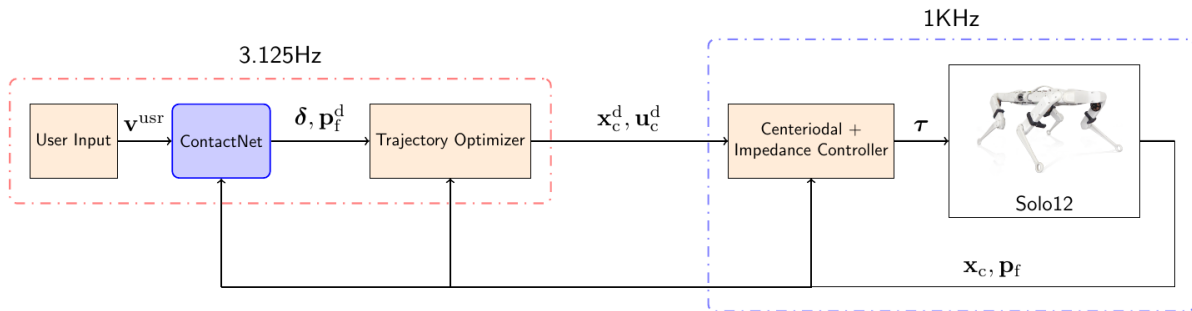 1KHz
3.125Hz
User Input
v^usr
ContactNet
δ, p_f^d
Trajectory Optimizer
x_c^d, u_c^d
Centeriodal +
Impedance Controller
τ
Solo12
x_c, p_f